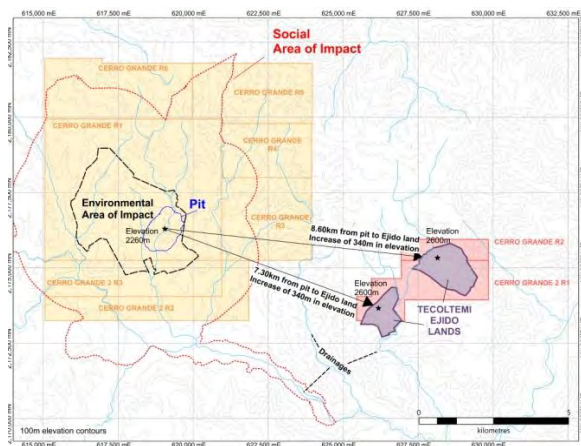 615,000 mE
617,500 mE
620,000 mE
622,500 mE
625,000 mE
627,500 mE
630,000 mE
632,500 mE
Social
Area of Impact
CERRO GRANDE R6
CERRO GRANDE R5
CERRO GRANDE R1
CERRO GRANDE
R4
Environmental
Area of Impact
Pit
Elevation
2260m
CERRO GRANDE
R3
8.60km from pit to Ejido land
Increase of 340m in elevation
Elevation
2600m
CERRO GRANDE R2
7.30km from pit to Ejido land
Increase of 340m in elevation
Elevation
2600m
CERRO GRANDE 2 R1
CERRO GRANDE 2 R3
CERRO GRANDE 2 R2
TECOLTEMI
EJIDO
LANDS
Drainages
100m elevation contours
0
5
kilometres
615,000 mE
617,500 mE
620,000 mE
622,500 mE
625,000 mE
627,500 mE
630,000 mE